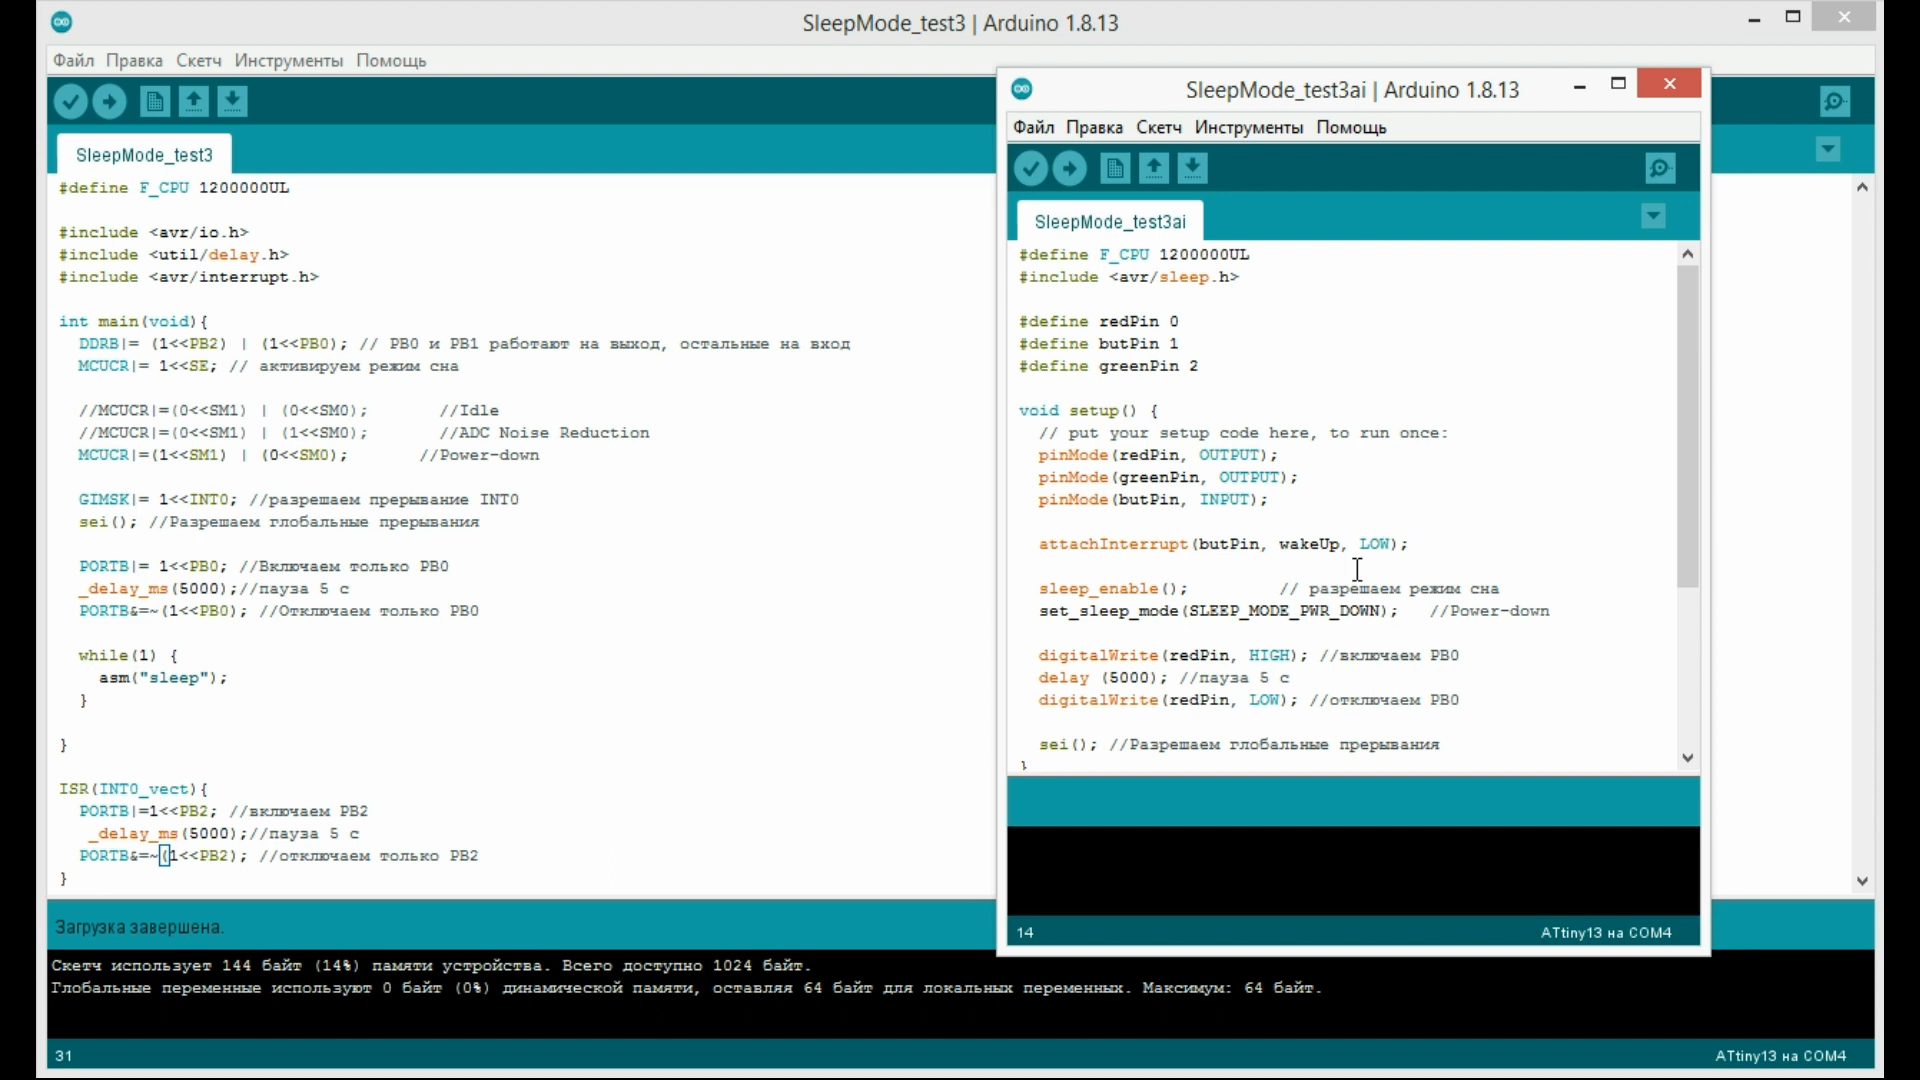 SleepMode_test3 | Arduino 1.8.13
Файл Правка Скетч Инструменты Помощь
SleepMode_test3
#define F_CPU 1200000UL
#include <avr/io.h>
#include <util/delay.h>
#include <avr/interrupt.h>
int main(void){
DDRB|= (1<<PB2) | (1<<PB0); // PB0 и PB1 работают на выход, остальные на вход
MCUCR|= 1<<SE; // активируем режим сна
//MCUCR|=(0<<SM1) | (0<<SM0); //Idle
//MCUCR|=(0<<SM1) | (1<<SM0); //ADC Noise Reduction
MCUCR|=(1<<SM1) | (0<<SM0); //Power-down
GIMSK|= 1<<INT0; //разрешаем прерывание INT0
sei(); //Разрешаем глобальные прерывания
PORTB|= 1<<PB0; //Включаем только PB0
_delay_ms(5000);//пауза 5 с
PORTB&=~(1<<PB0); //Отключаем только PB0
while(1) {
asm("sleep");
}
}
ISR(INT0_vect){
PORTB|=1<<PB2; //включаем PB2
_delay_ms(5000);//пауза 5 с
PORTB&=~(1<<PB2); //отключаем только PB2
}
Загрузка завершена.
Скетч использует 144 байт (14%) памяти устройства. Всего доступно 1024 байт.
Глобальные переменные используют 0 байт (0%) динамической памяти, оставляя 64 байт для локальных переменных. Максимум: 64 байт.
31
ATtiny13 на COM4
SleepMode_test3ai | Arduino 1.8.13
Файл Правка Скетч Инструменты Помощь
SleepMode_test3ai
#define F_CPU 1200000UL
#include <avr/sleep.h>
#define redPin 0
#define butPin 1
#define greenPin 2
void setup() {
// put your setup code here, to run once:
pinMode(redPin, OUTPUT);
pinMode(greenPin, OUTPUT);
pinMode(butPin, INPUT);
attachInterrupt(butPin, wakeUp, LOW);
sleep_enable(); // разрешаем режим сна
set_sleep_mode(SLEEP_MODE_PWR_DOWN); //Power-down
digitalWrite(redPin, HIGH); //включаем PB0
delay (5000); //пауза 5 с
digitalWrite(redPin, LOW); //отключаем PB0
sei(); //Разрешаем глобальные прерывания
}
14
ATtiny13 на COM4